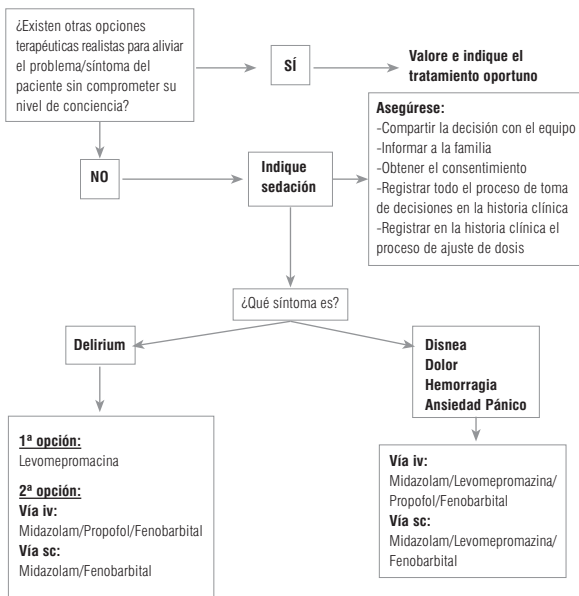 ¿Existen otras opciones
terapéuticas realistas para aliviar
el problema/síntoma del
paciente sin comprometer su
nivel de conciencia?
SÍ
Valore e indique el
tratamiento oportuno
NO
Indique
sedación
Asegúrese:
-Compartir la decisión con el equipo
-Informar a la familia
-Obtener el consentimiento
-Registrar todo el proceso de toma
de decisiones en la historia clínica
-Registrar en la historia clínica el
proceso de ajuste de dosis
¿Qué síntoma es?
Delirium
Disnea
Dolor
Hemorragia
Ansiedad Pánico
1ª opción:
Levomepromacina
2ª opción:
Vía iv:
Midazolam/Propofol/Fenobarbital
Vía sc:
Midazolam/Fenobarbital
Vía iv:
Midazolam/Levomepromazina/
Propofol/Fenobarbital
Vía sc:
Midazolam/Levomepromazina/
Fenobarbital